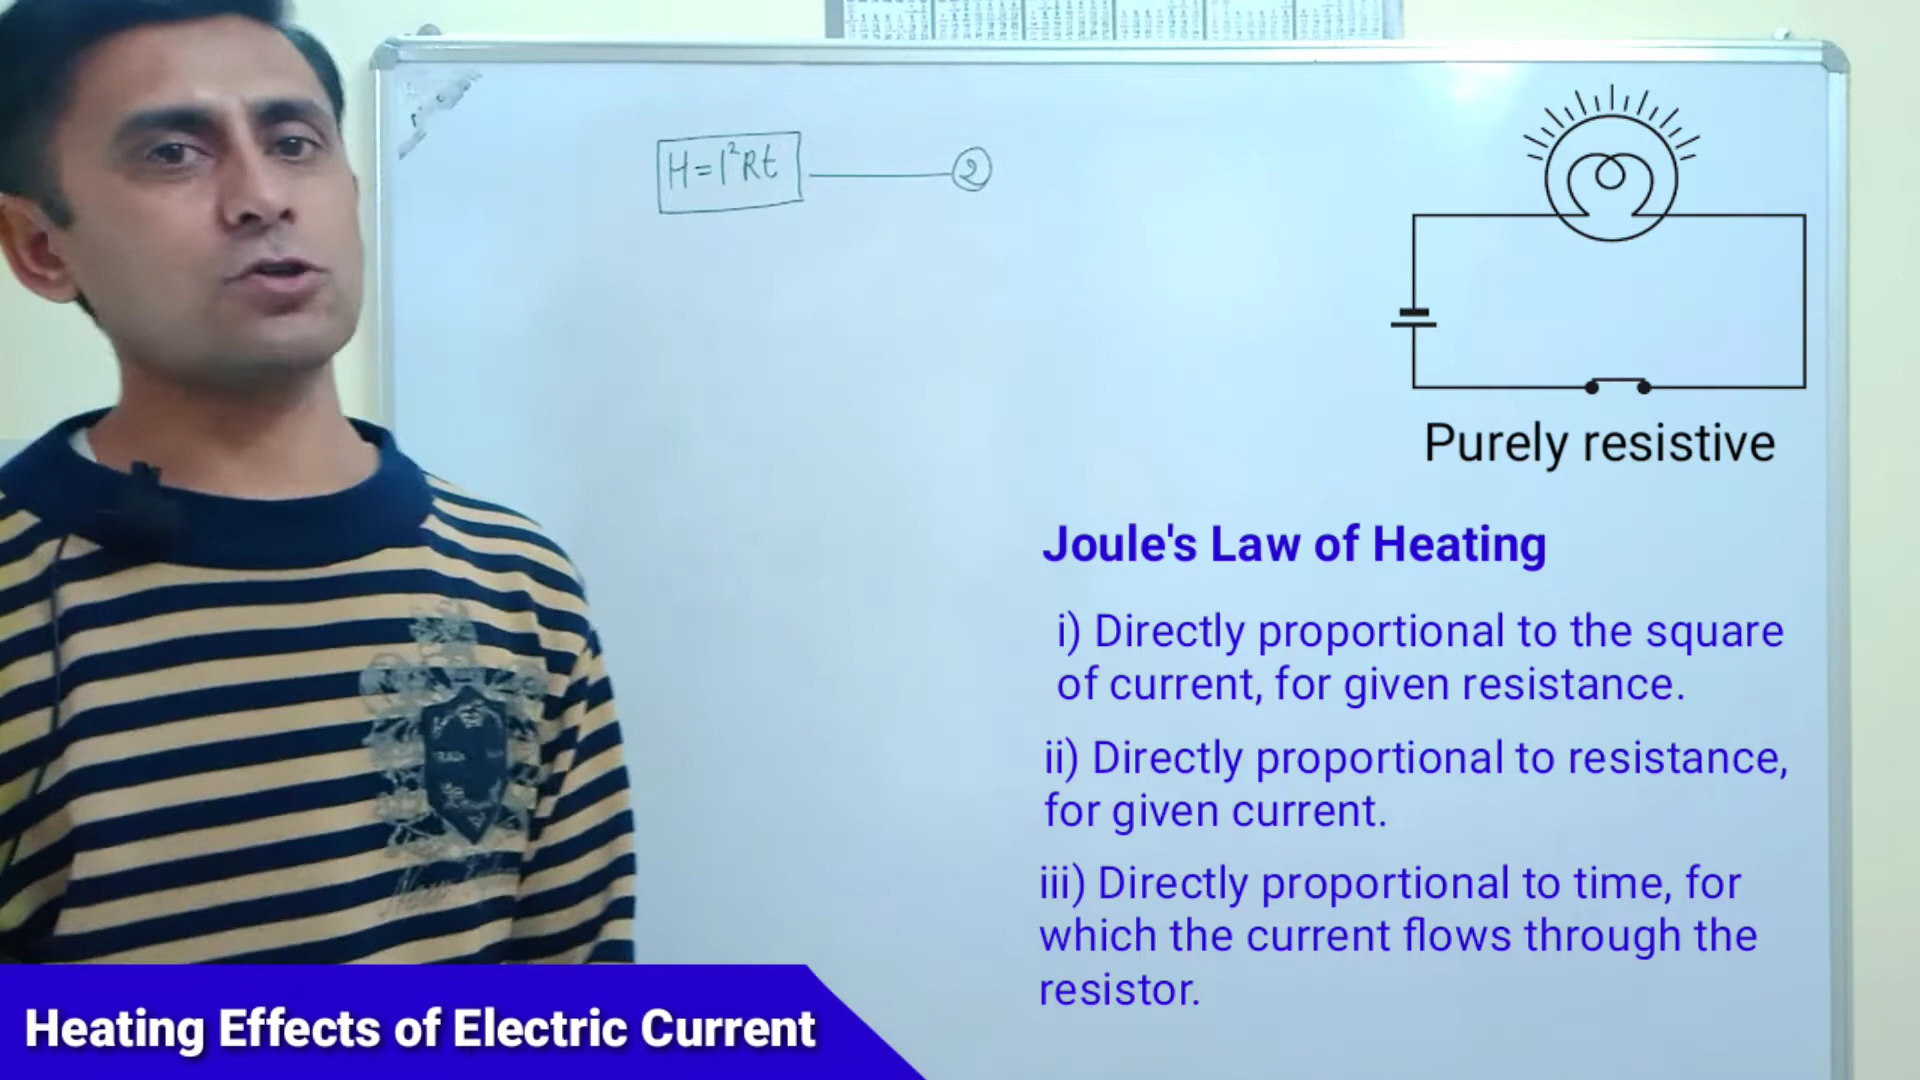 H=I²Rt
2
Purely resistive
Joule's Law of Heating
i) Directly proportional to the square
of current, for given resistance.
ii) Directly proportional to resistance,
for given current.
iii) Directly proportional to time, for
which the current flows through the
resistor.
Heating Effects of Electric Current